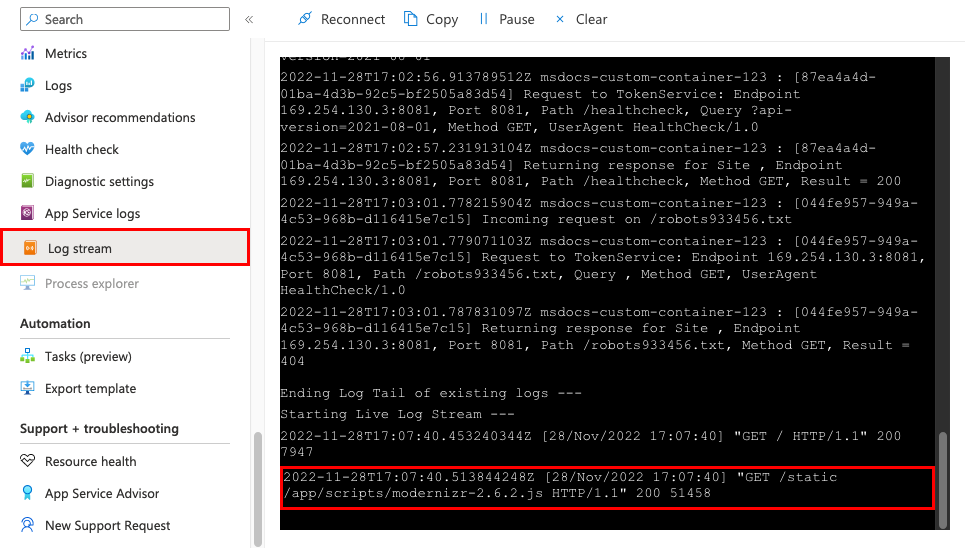 Search
«
Reconnect
Copy
Pause
Clear
Metrics
Logs
Advisor recommendations
Health check
Diagnostic settings
App Service logs
Log stream
Process explorer
Automation
Tasks (preview)
Export template
Support + troubleshooting
Resource health
App Service Advisor
New Support Request
version=2021-08-01
2022-11-28T17:02:56.913789512Z msdocs-custom-container-123 : [87ea4a4d-
01ba-4d3b-92c5-bf2505a83d54] Request to TokenService: Endpoint
169.254.130.3:8081, Port 8081, Path /healthcheck, Query ?api-
version=2021-08-01, Method GET, UserAgent HealthCheck/1.0
2022-11-28T17:02:57.231913104Z msdocs-custom-container-123 : [87ea4a4d-
01ba-4d3b-92c5-bf2505a83d54] Returning response for Site , Endpoint
169.254.130.3:8081, Port 8081, Path /healthcheck, Method GET, Result = 200
2022-11-28T17:03:01.778215904Z msdocs-custom-container-123 : [044fe957-949a-
4c53-968b-d116415e7c15] Incoming request on /robots933456.txt
2022-11-28T17:03:01.779071103Z msdocs-custom-container-123 : [044fe957-949a-
4c53-968b-d116415e7c15] Request to TokenService: Endpoint 169.254.130.3:8081,
Port 8081, Path /robots933456.txt, Query , Method GET, UserAgent
HealthCheck/1.0
2022-11-28T17:03:01.787831097Z msdocs-custom-container-123 : [044fe957-949a-
4c53-968b-d116415e7c15] Returning response for Site , Endpoint
169.254.130.3:8081, Port 8081, Path /robots933456.txt, Method GET, Result =
404
Ending Log Tail of existing logs ---
Starting Live Log Stream ---
2022-11-28T17:07:40.453240344Z [28/Nov/2022 17:07:40] "GET / HTTP/1.1" 200
7947
2022-11-28T17:07:40.513844248Z [28/Nov/2022 17:07:40] "GET /static
/app/scripts/modernizr-2.6.2.js HTTP/1.1" 200 51458